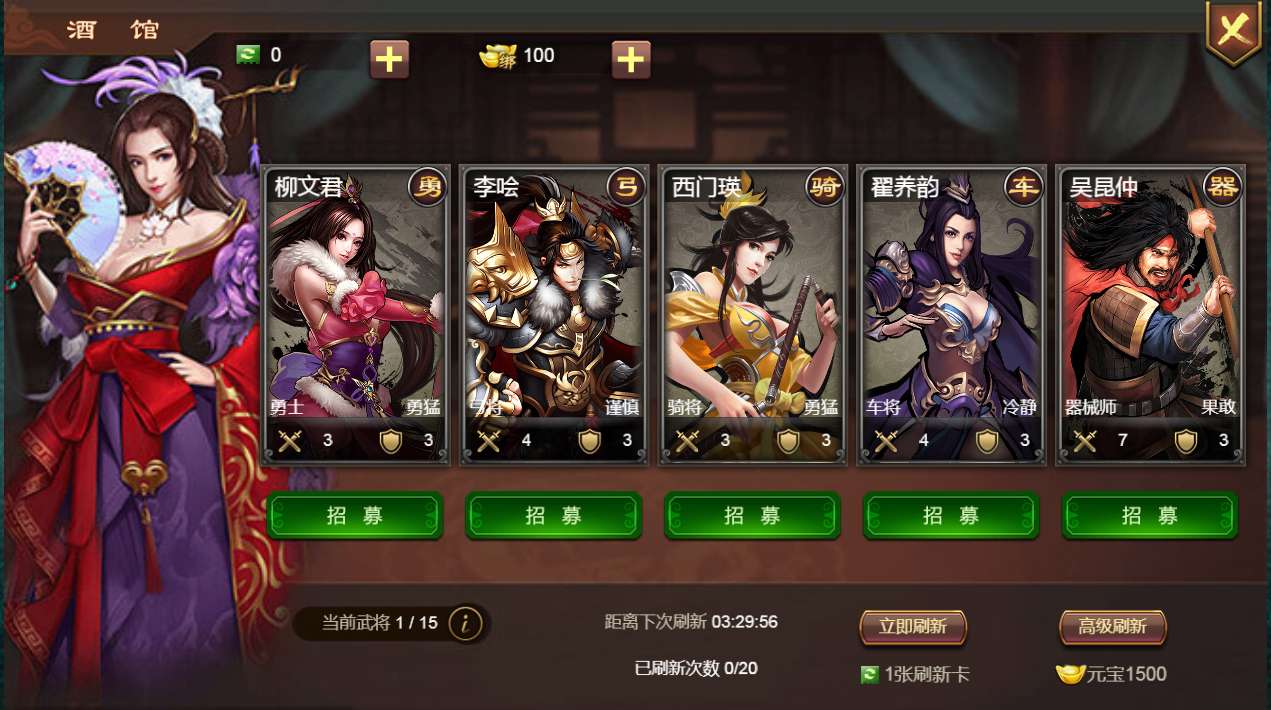 酒 馆
0
绑 100
柳文君 勇
李哙 弓
西门瑛 骑
翟养韵 车
吴昆仲 器
勇士 勇猛
弓将 谨慎
骑将 勇猛
车将 冷静
器械师 果敢
3 3
4 3
3 3
4 3
7 3
招 募
招 募
招 募
招 募
招 募
当前武将 1 / 15 i
距离下次刷新 03:29:56
已刷新次数 0/20
立即刷新
1张刷新卡
高级刷新
元宝1500